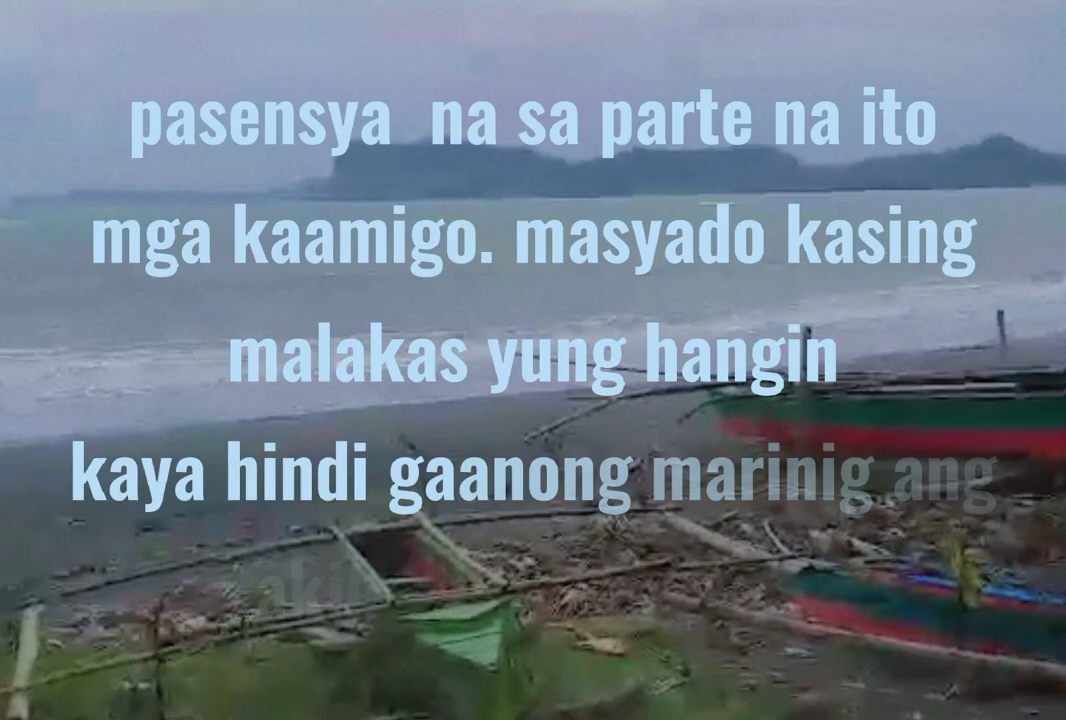 pasensya na sa parte na ito
mga kaamigo. masyado kasing
malakas yung hangin
kaya hindi gaanong marinig ang